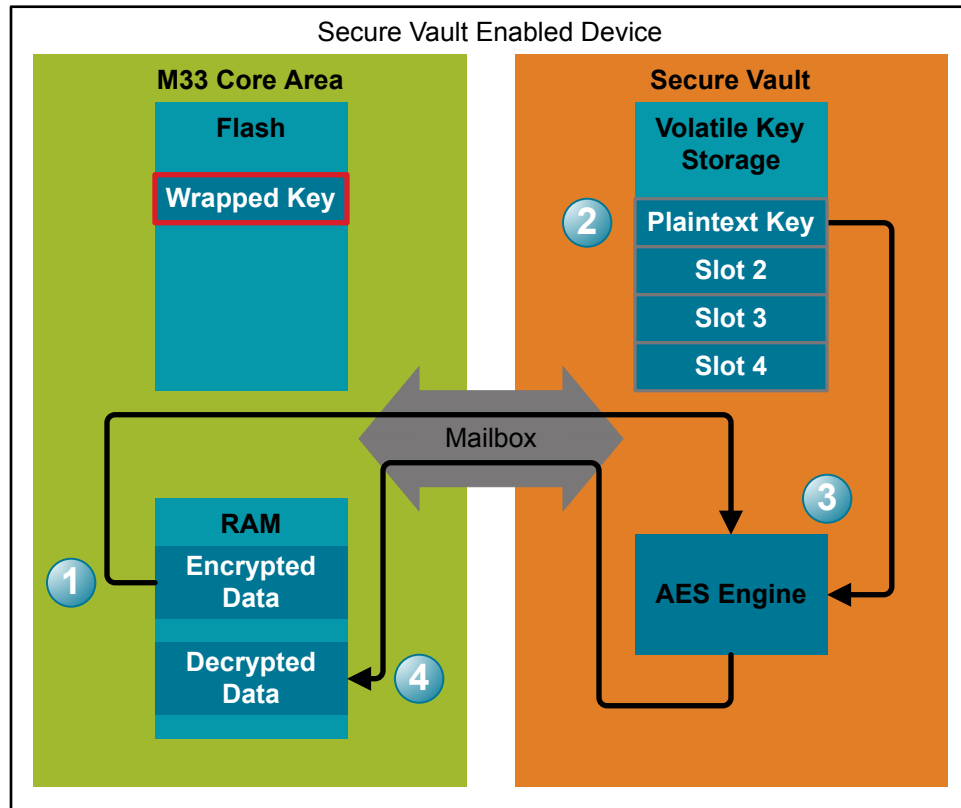 Secure Vault Enabled Device
M33 Core Area
Flash
Wrapped Key
RAM
1
Encrypted
Data
Decrypted
Data
4
Mailbox
Secure Vault
Volatile Key
Storage
2
Plaintext Key
Slot 2
Slot 3
Slot 4
3
AES Engine